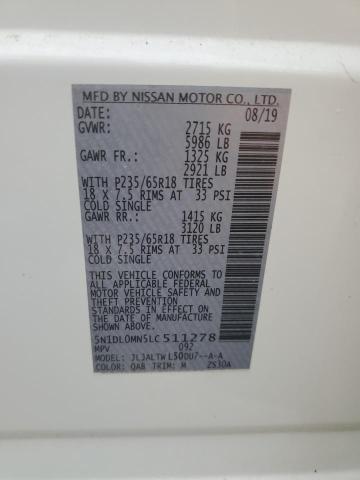 MFD BY NISSAN MOTOR CO., LTD.
DATE: 08/19
GVWR: 2715 KG
5986 LB
GAWR FR.: 1325 KG
2921 LB
WITH P235/65R18 TIRES
18 X 7.5 RIMS AT 33 PSI
COLD SINGLE
GAWR RR.: 1415 KG
3120 LB
WITH P235/65R18 TIRES
18 X 7.5 RIMS AT 33 PSI
COLD SINGLE
THIS VEHICLE CONFORMS TO
ALL APPLICABLE FEDERAL
MOTOR VEHICLE SAFETY AND
THEFT PREVENTION
STANDARDS IN EFFECT ON
THE DATE OF MANUFACTURE
SHOWN ABOVE.
5N1DL0MN5LC511278
MPV 092
JL3ALTWL50DU7--A-A
COLOR: QAB TRIM: M ZS30A